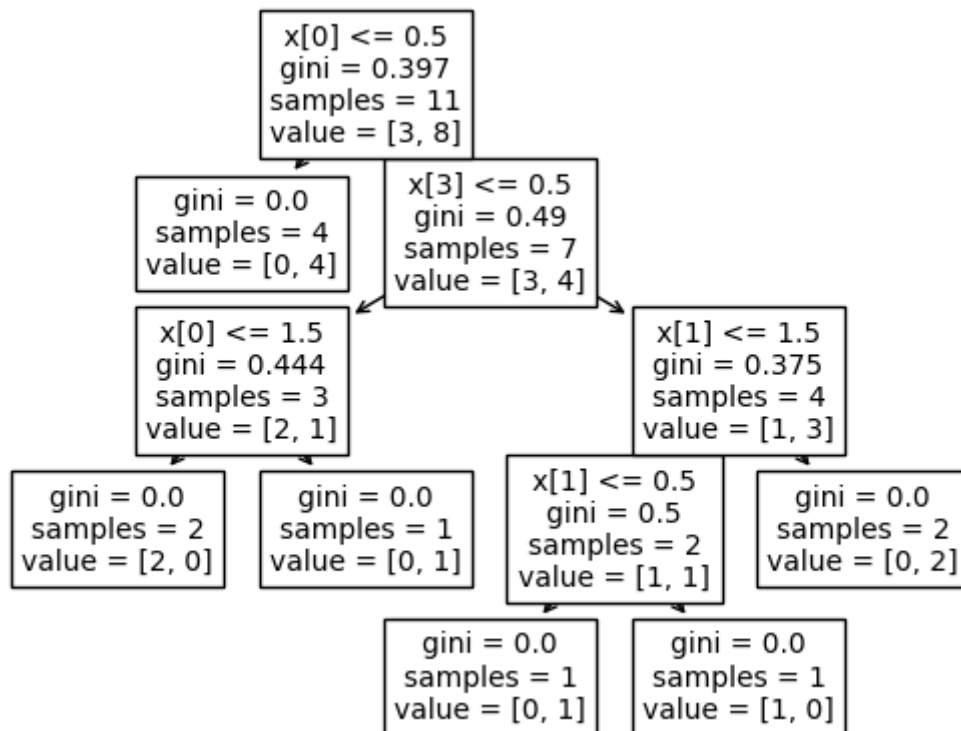 x[0] <= 0.5
gini = 0.397
samples = 11
value = [3, 8]
gini = 0.0
samples = 4
value = [0, 4]
x[3] <= 0.5
gini = 0.49
samples = 7
value = [3, 4]
x[0] <= 1.5
gini = 0.444
samples = 3
value = [2, 1]
x[1] <= 1.5
gini = 0.375
samples = 4
value = [1, 3]
gini = 0.0
samples = 2
value = [2, 0]
gini = 0.0
samples = 1
value = [0, 1]
x[1] <= 0.5
gini = 0.5
samples = 2
value = [1, 1]
gini = 0.0
samples = 2
value = [0, 2]
gini = 0.0
samples = 1
value = [0, 1]
gini = 0.0
samples = 1
value = [1, 0]